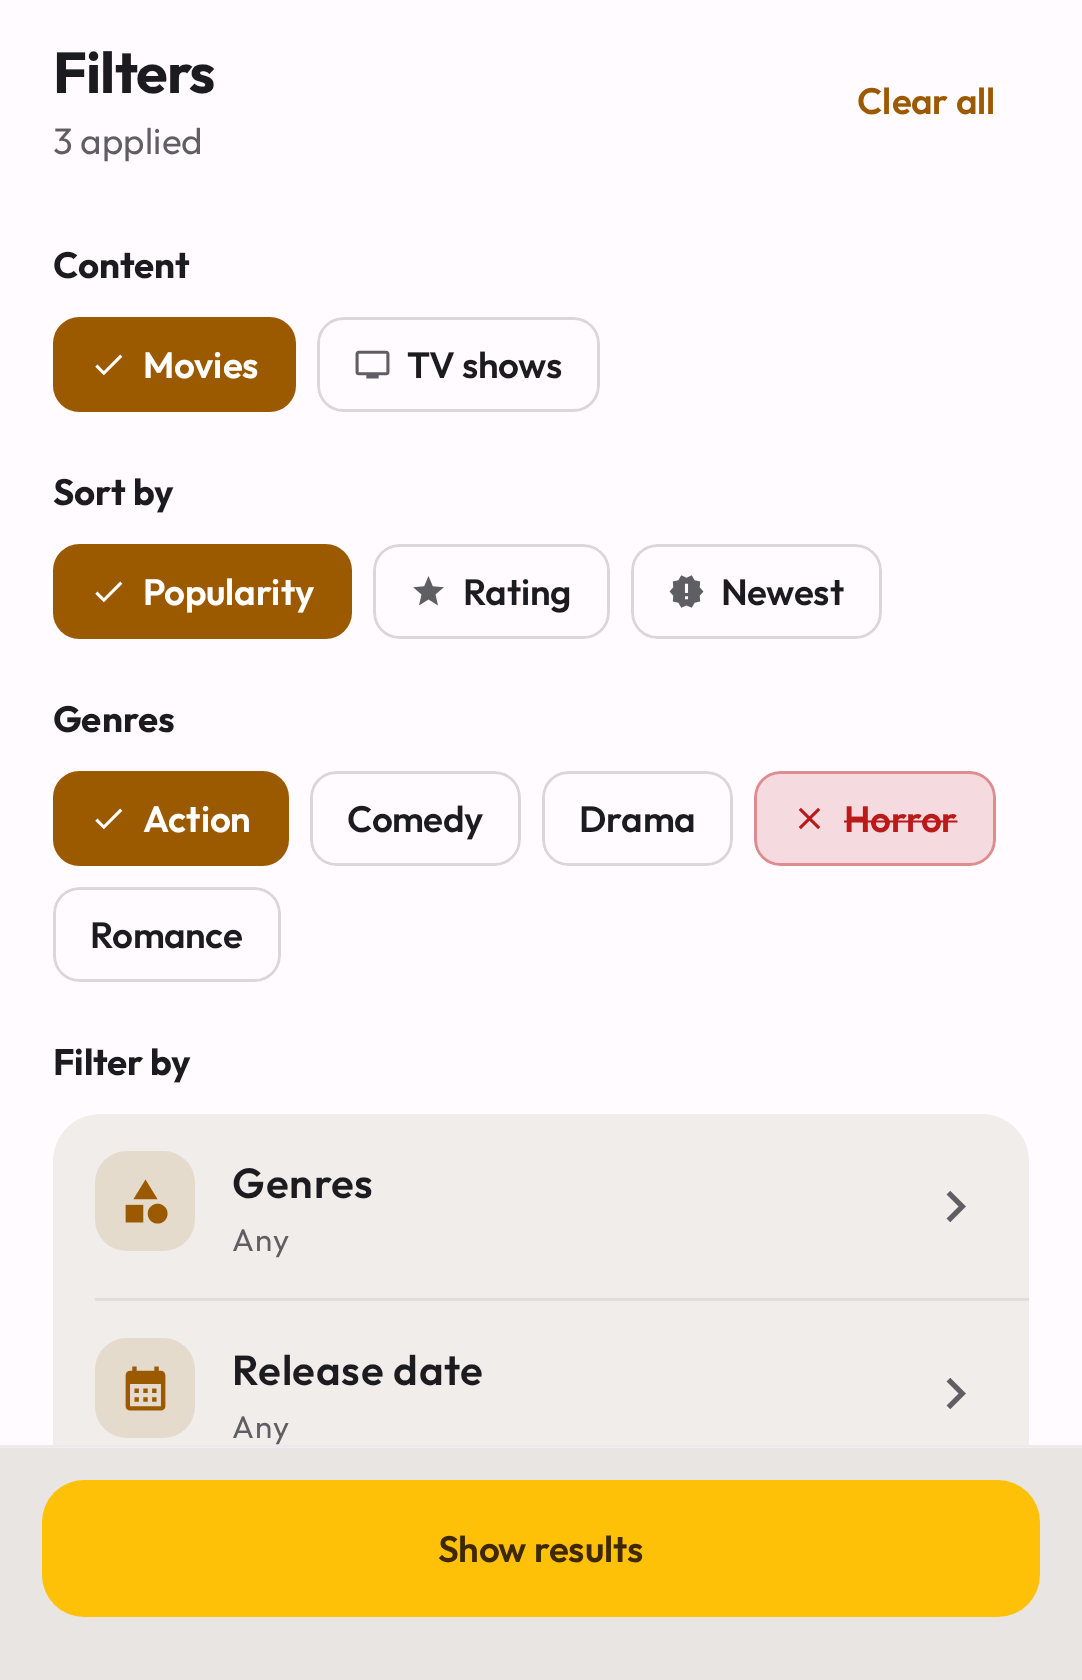 Filters
3 applied
Clear all
Content
Movies
TV shows
Sort by
Popularity
Rating
Newest
Genres
Action
Comedy
Drama
Horror
Romance
Filter by
Genres
Any
Release date
Any
Show results